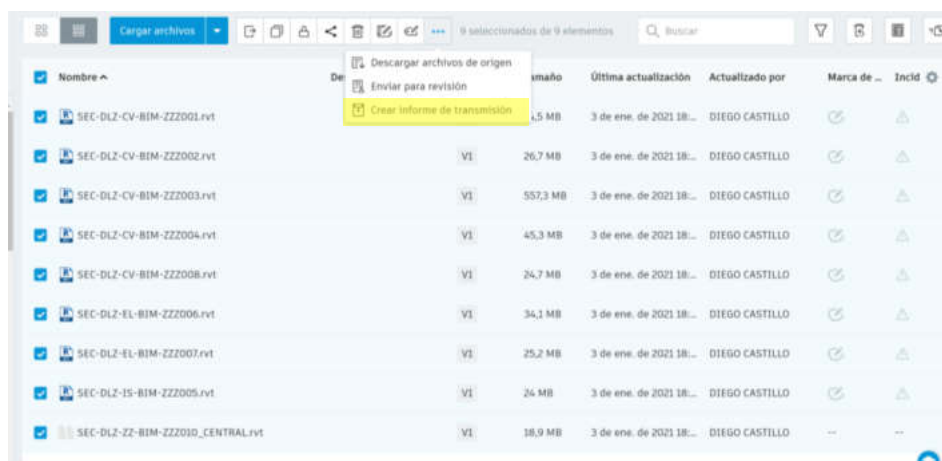 Cargar archivos 9 seleccionados de 9 elementos Buscar
Descargar archivos de origen
Enviar para revisión
Crear informe de transmisión
Nombre De amaño Última actualización Actualizado por Marca de ... Incid
SEC-DLZ-CV-BIM-ZZZ001.rvt ,5 MB 3 de ene. de 2021 18:... DIEGO CASTILLO
SEC-DLZ-CV-BIM-ZZZ002.rvt V1 26,7 MB 3 de ene. de 2021 18:... DIEGO CASTILLO
SEC-DLZ-CV-BIM-ZZZ003.rvt V1 557,3 MB 3 de ene. de 2021 18:... DIEGO CASTILLO
SEC-DLZ-CV-BIM-ZZZ004.rvt V1 45,3 MB 3 de ene. de 2021 18:... DIEGO CASTILLO
SEC-DLZ-CV-BIM-ZZZ008.rvt V1 24,7 MB 3 de ene. de 2021 18:... DIEGO CASTILLO
SEC-DLZ-EL-BIM-ZZZ006.rvt V1 34,1 MB 3 de ene. de 2021 18:... DIEGO CASTILLO
SEC-DLZ-EL-BIM-ZZZ007.rvt V1 25,2 MB 3 de ene. de 2021 18:... DIEGO CASTILLO
SEC-DLZ-IS-BIM-ZZZ005.rvt V1 24 MB 3 de ene. de 2021 18:... DIEGO CASTILLO
SEC-DLZ-ZZ-BIM-ZZZ010_CENTRAL.rvt V1 18,9 MB 3 de ene. de 2021 18:... DIEGO CASTILLO -- --